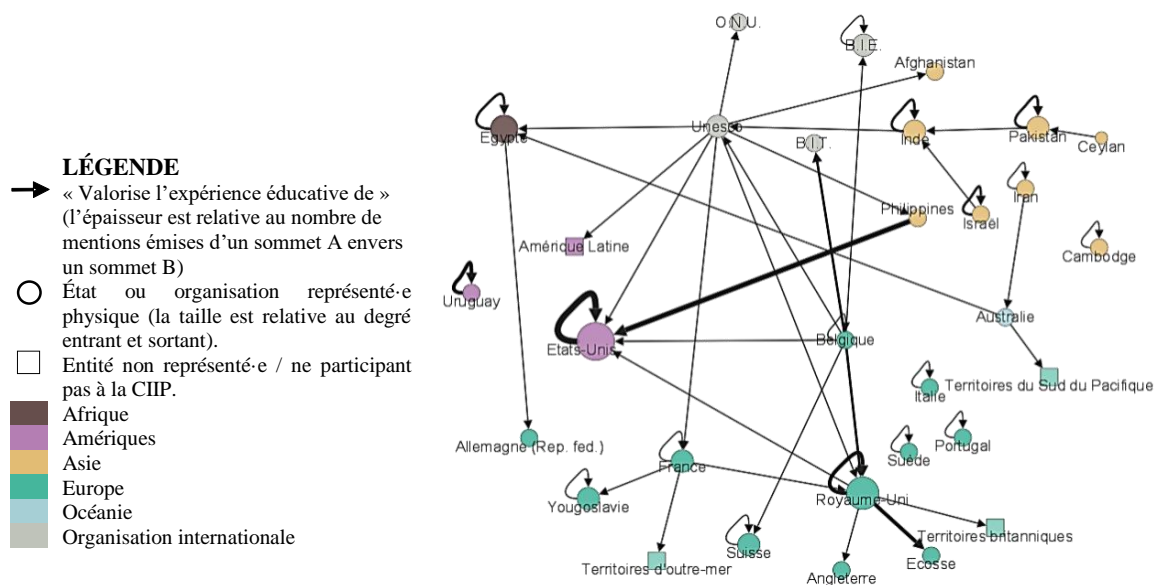 LÉGENDE
« Valorise l’expérience éducative de »
(l’épaisseur est relative au nombre de
mentions émises d’un sommet A envers
un sommet B)
État ou organisation représenté·e
physique (la taille est relative au degré
entrant et sortant).
Entité non représenté·e / ne participant
pas à la CIIP.
Afrique
Amériques
Asie
Europe
Océanie
Organisation internationale
O.N.U.
B.I.E.
Afghanistan
Egypte
Unesco
B.I.T.
Inde
Pakistan
Ceylan
Iran
Philippines
Israël
Amérique Latine
Cambodge
Uruguay
Australie
Etats-Unis
Belgique
Italie
Territoires du Sud du Pacifique
Allemagne (Rep. fed.)
Portugal
Suède
France
Yougoslavie
Royaume-Uni
Territoires britanniques
Suisse
Ecosse
Territoires d'outre-mer
Angleterre